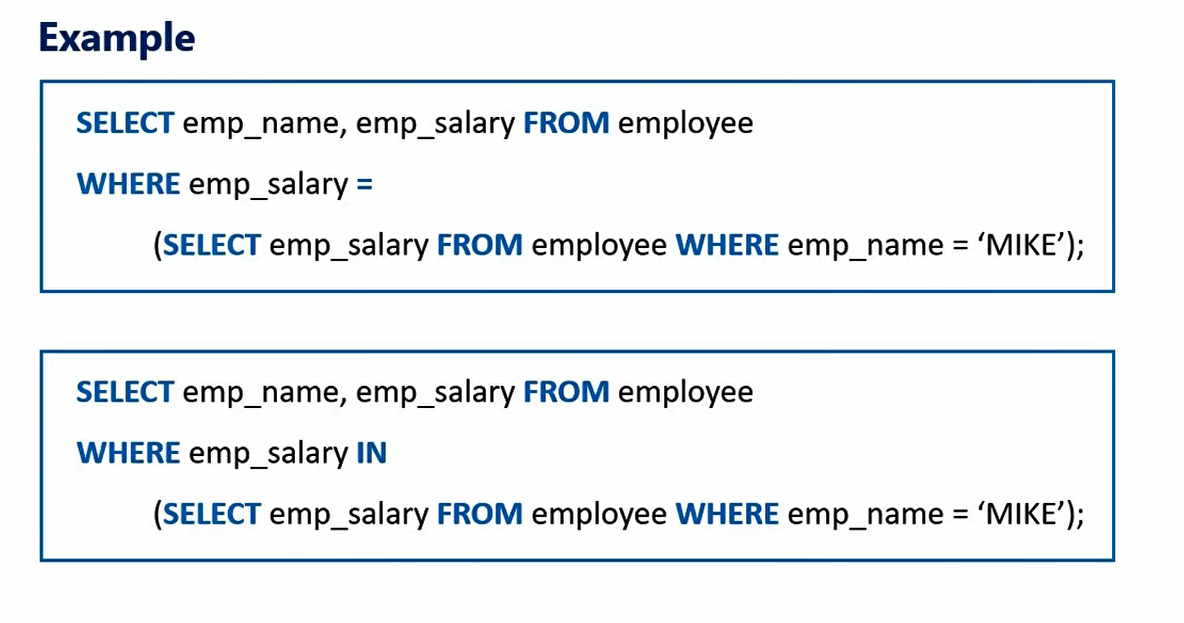 Example
SELECT emp_name, emp_salary FROM employee
WHERE emp_salary =
(SELECT emp_salary FROM employee WHERE emp_name = ‘MIKE’);
SELECT emp_name, emp_salary FROM employee
WHERE emp_salary IN
(SELECT emp_salary FROM employee WHERE emp_name = ‘MIKE’);